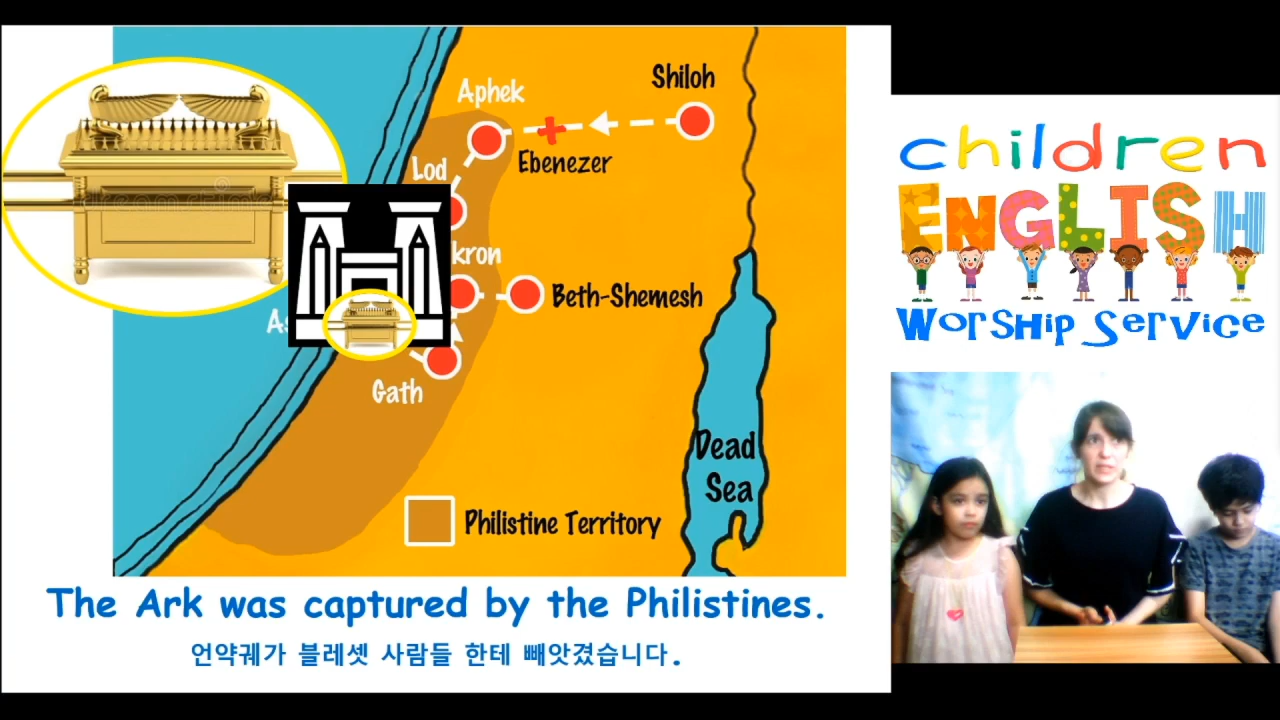 Shiloh
Aphek
Ebenezer
Lod
kron
Beth-Shemesh
As
Gath
Dead
Sea
Philistine Territory
The Ark was captured by the Philistines.
언약궤가 블레셋 사람들 한테 빼앗겼습니다.
children
ENGLISH
Worship Service